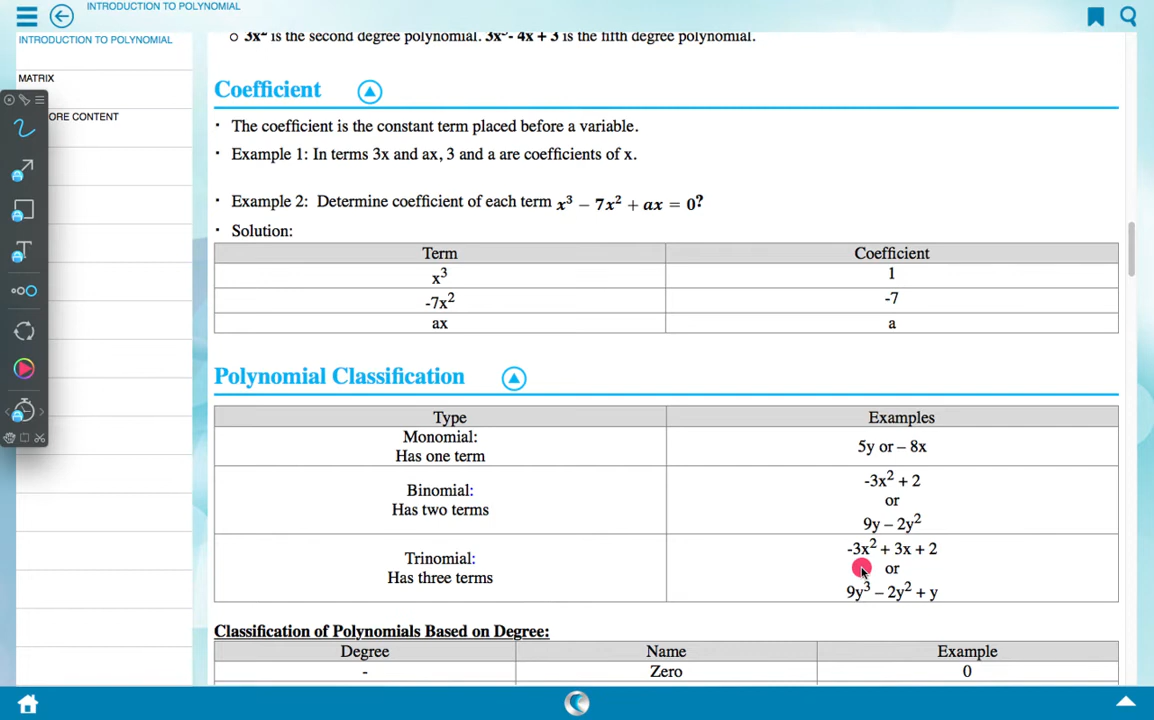 INTRODUCTION TO POLYNOMIAL
INTRODUCTION TO POLYNOMIAL
MATRIX
ORE CONTENT
is the second degree polynomial. 3x⁵- 4x + 3 is the fifth degree polynomial.
Coefficient
· The coefficient is the constant term placed before a variable.
· Example 1: In terms 3x and ax, 3 and a are coefficients of x.
· Example 2: Determine coefficient of each term x³ − 7x² + ax = 0?
· Solution:
Term Coefficient
x³ 1
-7x² -7
ax a
Polynomial Classification
Type Examples
Monomial:
Has one term
5y or – 8x
Binomial:
Has two terms
-3x² + 2
or
9y – 2y²
Trinomial:
Has three terms
-3x² + 3x + 2
or
9y³ – 2y² + y
Classification of Polynomials Based on Degree:
Degree Name Example
- Zero 0